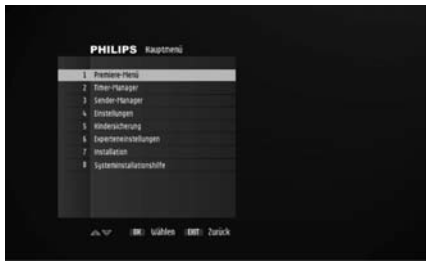 PHILIPS Hauptmenü
1 Premiere-Menü
2 Timer-Manager
3 Sender-Manager
4 Einstellungen
5 Kindersicherung
6 Experteneinstellungen
7 Installation
8 Systeminstallationshilfe
OK Wählen EXIT Zurück